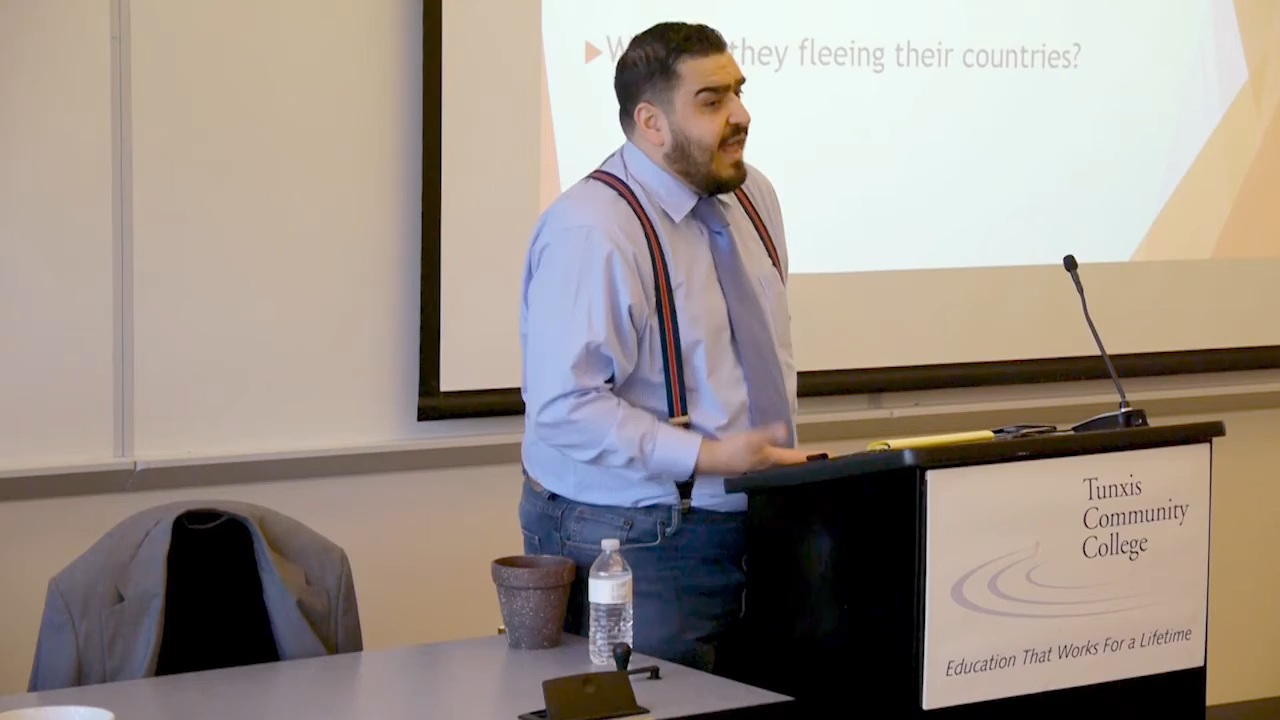 they fleeing their countries?
Tunxis
Community
College
Education That Works For a Lifetime